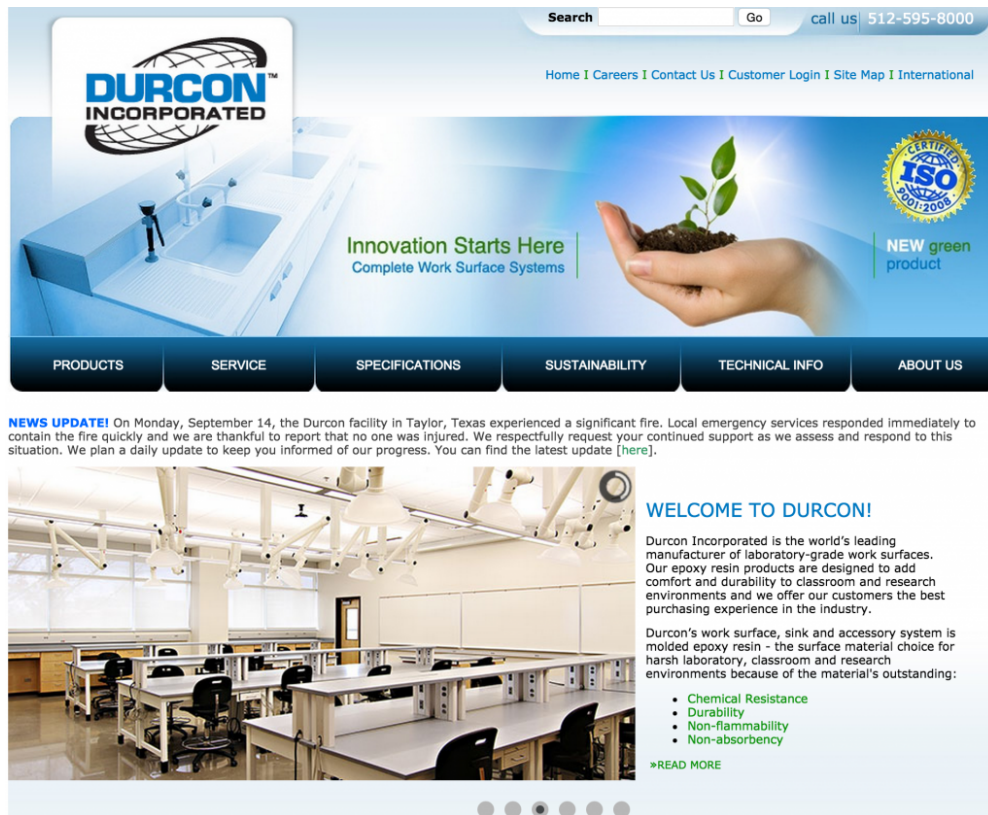 Search
Go
call us 512-595-8000
Home I Careers I Contact Us I Customer Login I Site Map I International
DURCON™
INCORPORATED
CERTIFIED
ISO
9001:2008
Innovation Starts Here
Complete Work Surface Systems
NEW green
product
PRODUCTS
SERVICE
SPECIFICATIONS
SUSTAINABILITY
TECHNICAL INFO
ABOUT US
NEWS UPDATE! On Monday, September 14, the Durcon facility in Taylor, Texas experienced a significant fire. Local emergency services responded immediately to
contain the fire quickly and we are thankful to report that no one was injured. We respectfully request your continued support as we assess and respond to this
situation. We plan a daily update to keep you informed of our progress. You can find the latest update [here].
WELCOME TO DURCON!
Durcon Incorporated is the world's leading
manufacturer of laboratory-grade work surfaces.
Our epoxy resin products are designed to add
comfort and durability to classroom and research
environments and we offer our customers the best
purchasing experience in the industry.
Durcon's work surface, sink and accessory system is
molded epoxy resin - the surface material choice for
harsh laboratory, classroom and research
environments because of the material's outstanding:
• Chemical Resistance
• Durability
• Non-flammability
• Non-absorbency
»READ MORE